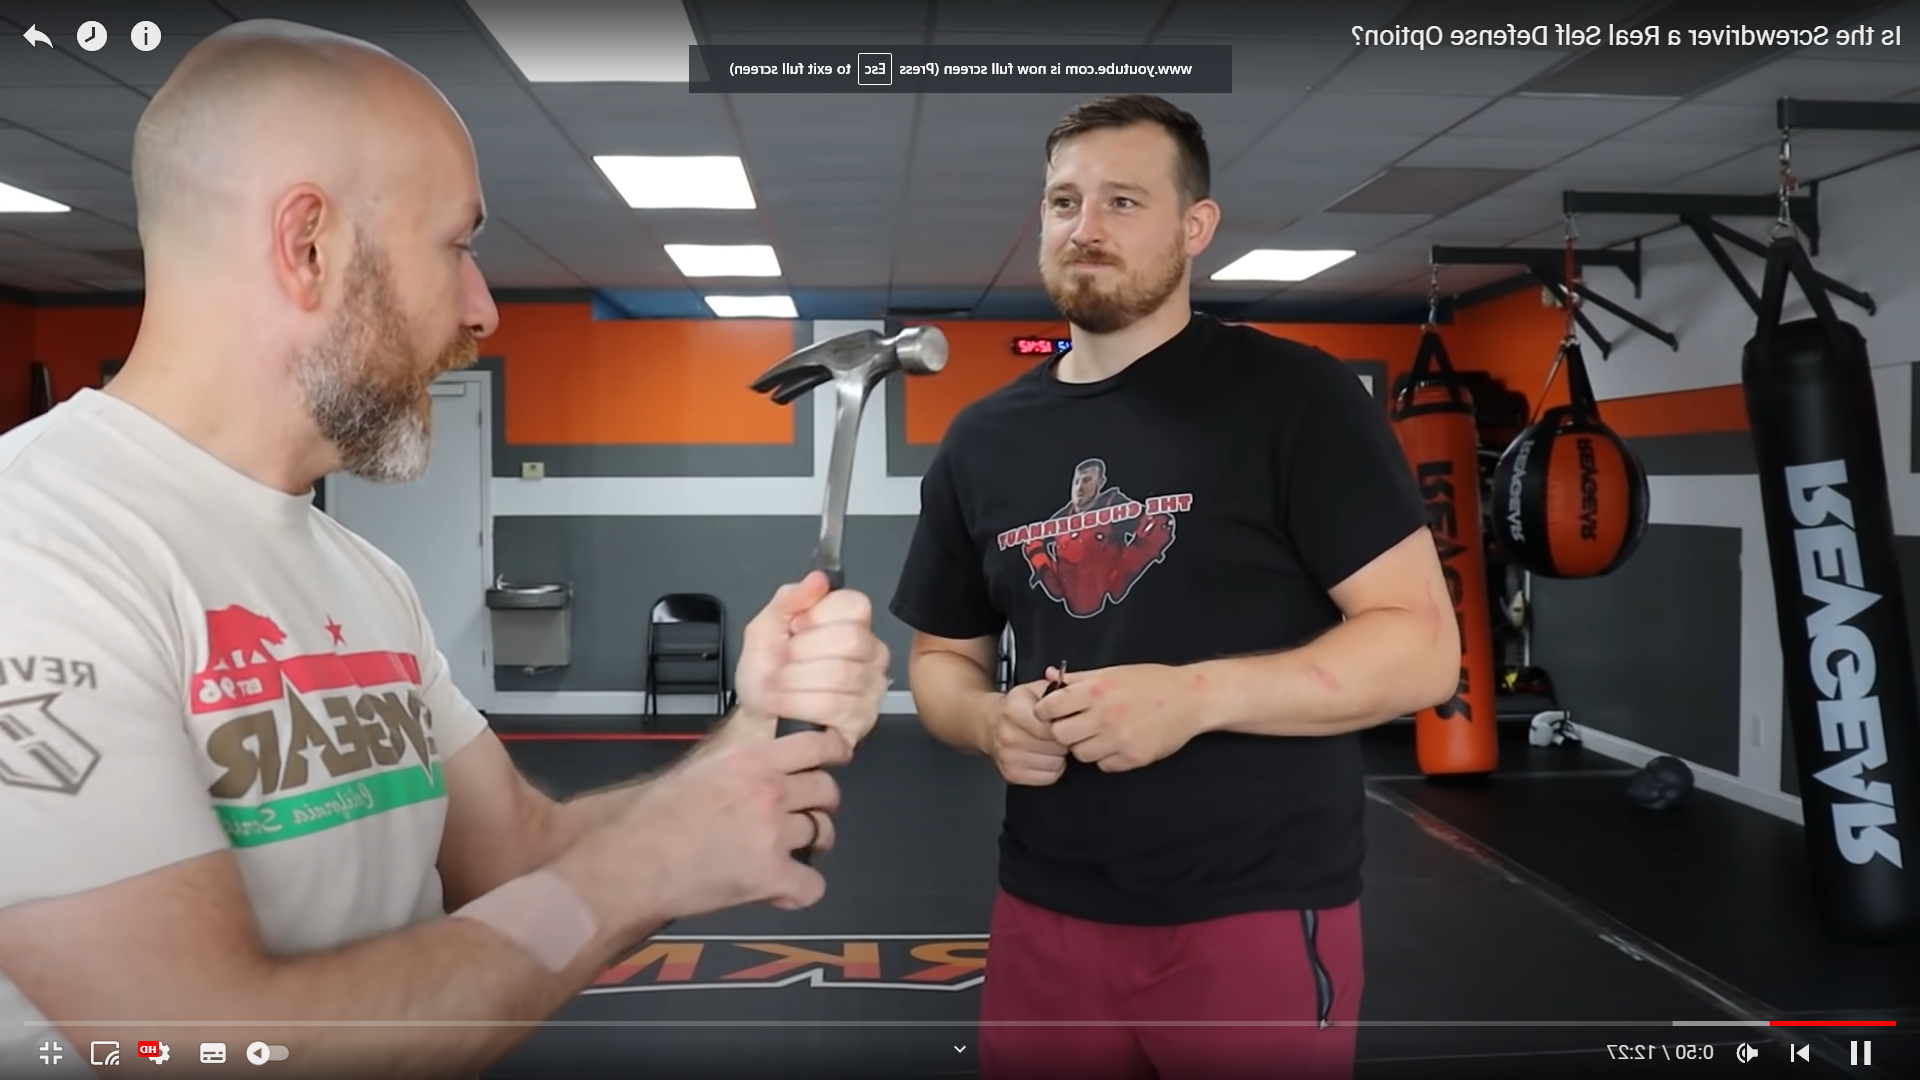 Is the Screwdriver a Real Self Defense Option?
www.youtube.com is now full screen (Press Esc to exit full screen)
THE CHUBBERNAUT
REVGEAR
REVGEAR
REVGEAR
REVGEAR
REVGEAR
EST 96
REVGEAR
California
HD
0:50 / 12:27